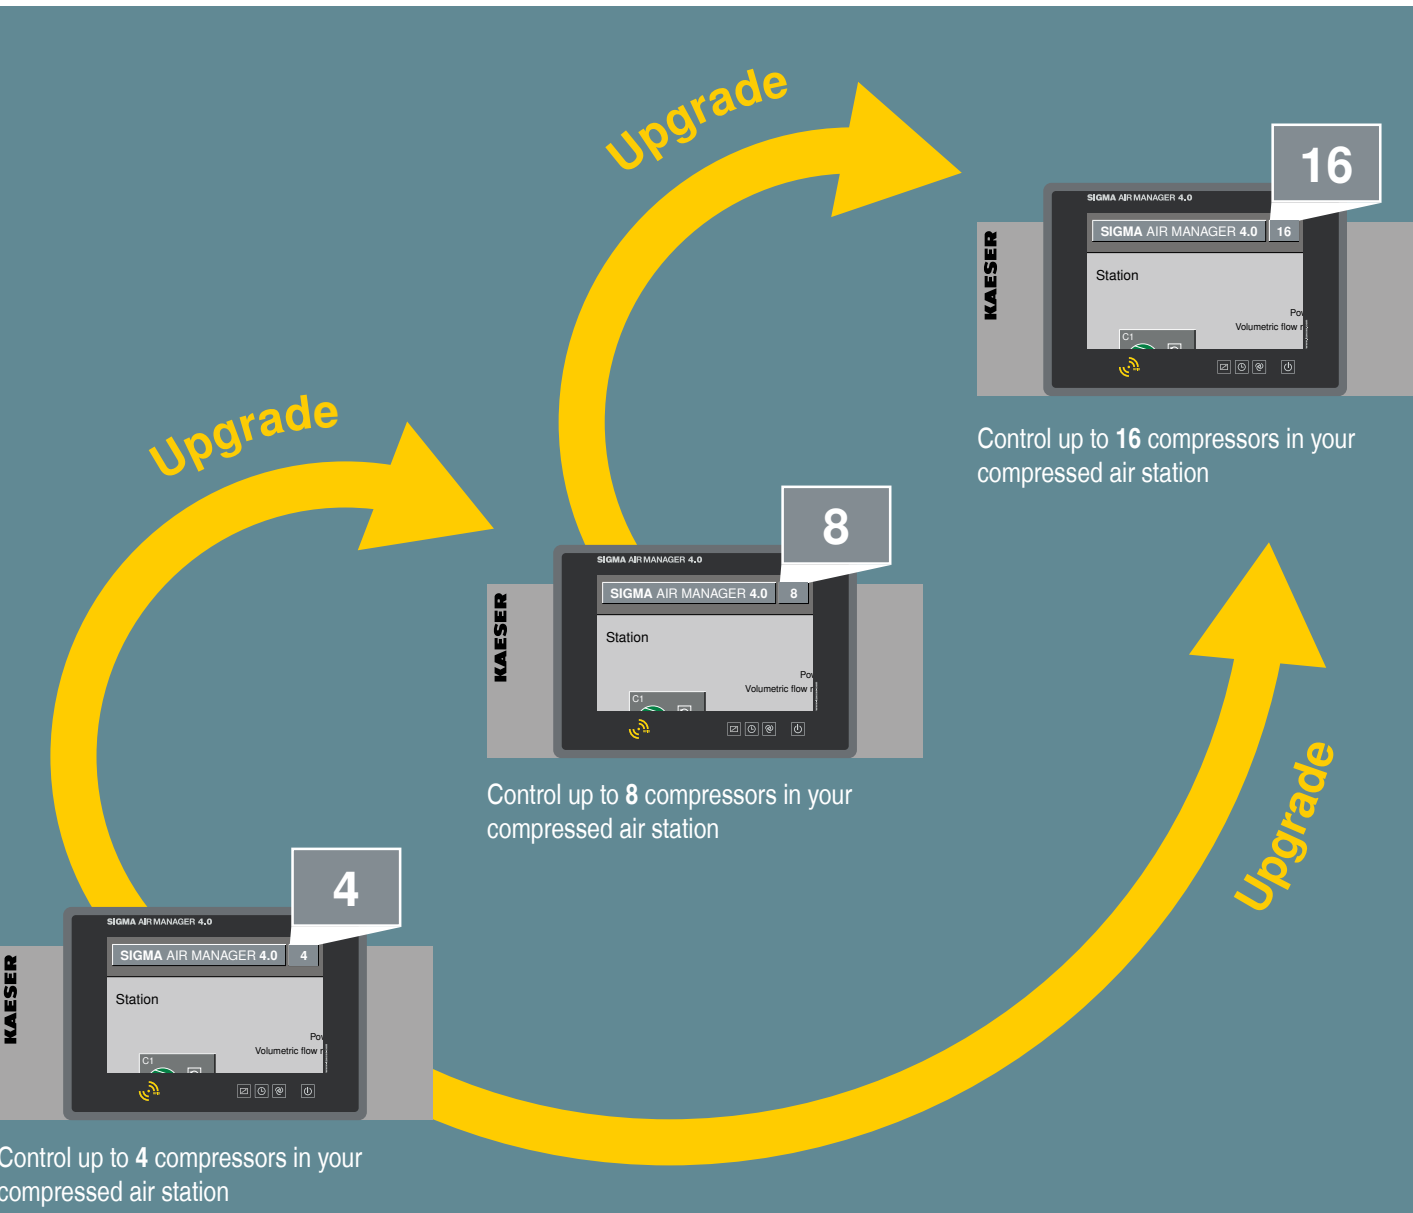 Upgrade
16
SIGMA AIR MANAGER 4.0
SIGMA AIR MANAGER 4.0 16
KAESER
Station
Volumetric flow
C1
Control up to 16 compressors in your
compressed air station
Upgrade
8
SIGMA AIR MANAGER 4.0
SIGMA AIR MANAGER 4.0 8
KAESER
Station
Volumetric flow
C1
Control up to 8 compressors in your
compressed air station
Upgrade
4
SIGMA AIR MANAGER 4.0
SIGMA AIR MANAGER 4.0 4
KAESER
Station
Volumetric flow
C1
Control up to 4 compressors in your
compressed air station
Upgrade